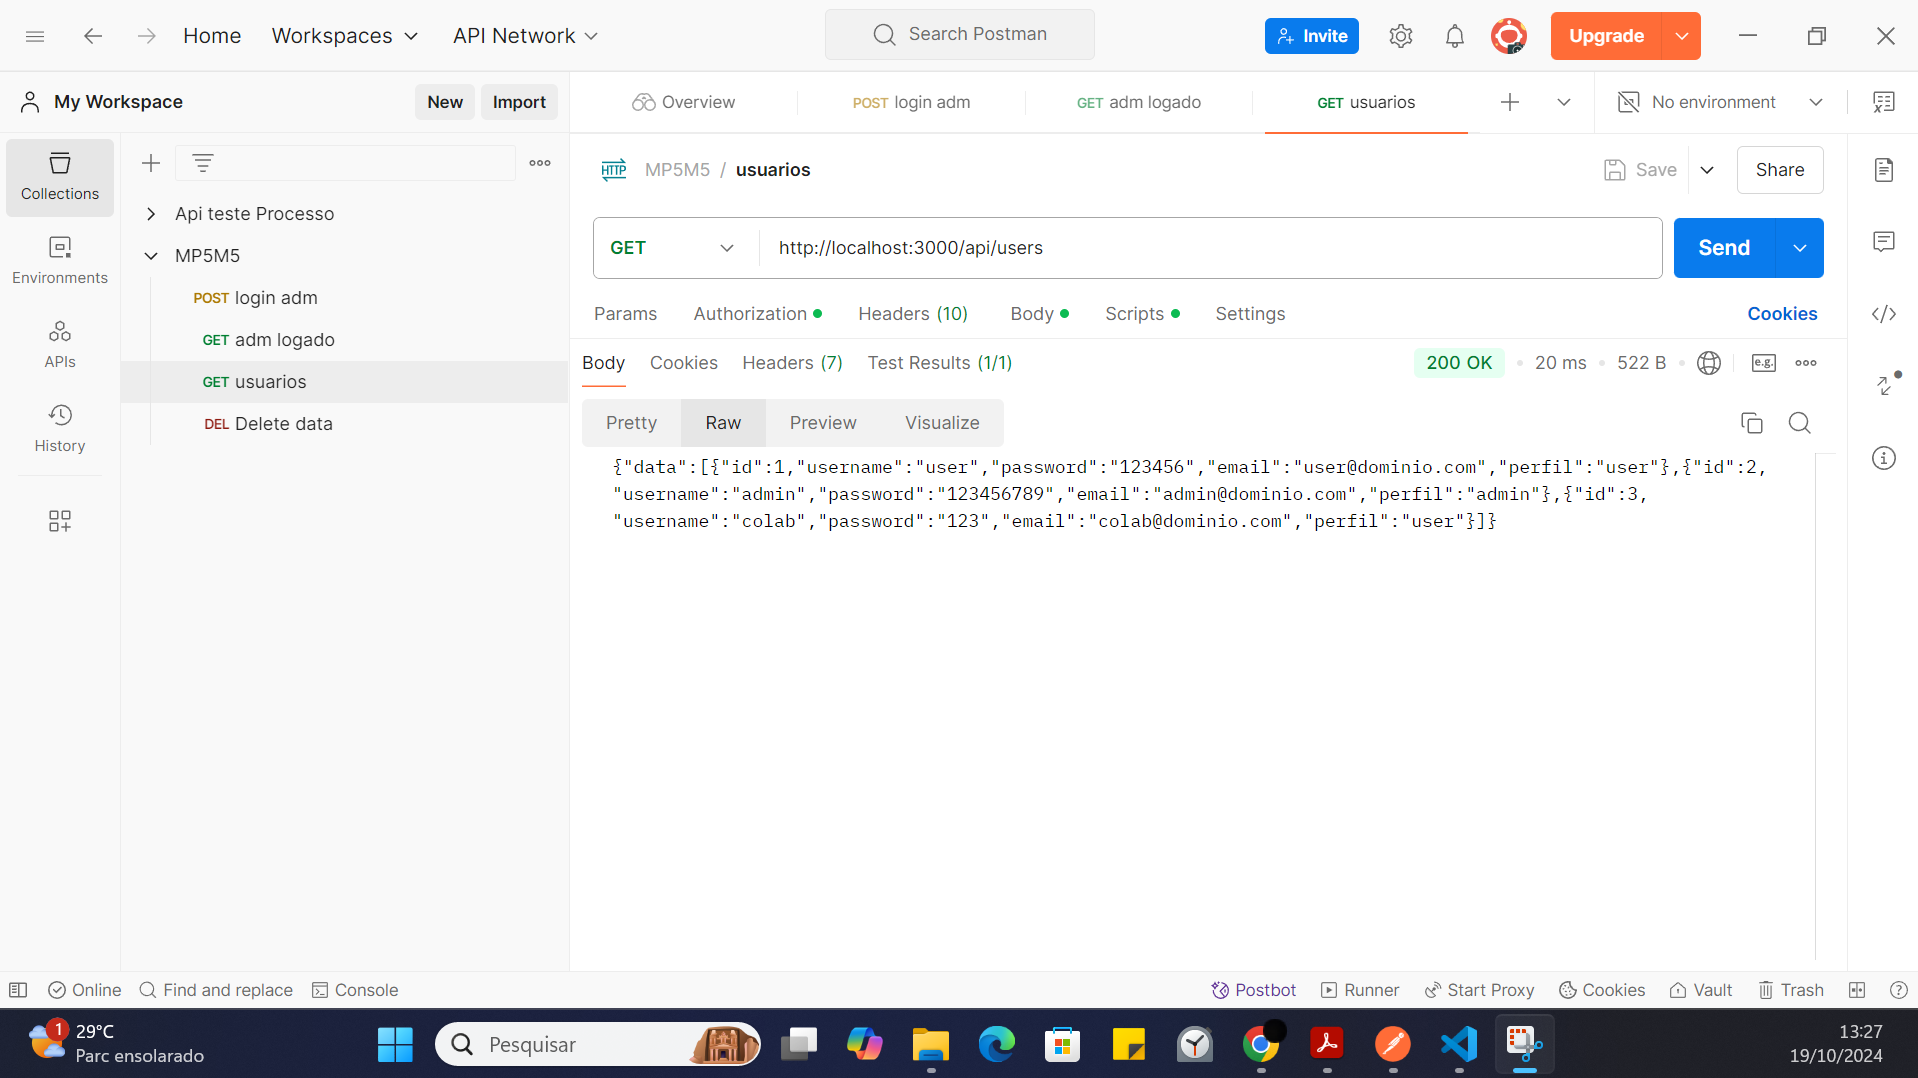 Home Workspaces API Network Search Postman Invite Upgrade
My Workspace New Import Overview POST login adm GET adm logado GET usuarios No environment
Collections
Environments
APIs
History
Api teste Processo
MP5M5
POST login adm
GET adm logado
GET usuarios
DEL Delete data
HTTP MP5M5 / usuarios Save Share
GET http://localhost:3000/api/users Send
Params Authorization Headers (10) Body Scripts Settings Cookies
Body Cookies Headers (7) Test Results (1/1) 200 OK 20 ms 522 B e.g.
Pretty Raw Preview Visualize
{"data":[{"id":1,"username":"user","password":"123456","email":"user@dominio.com","perfil":"user"},{"id":2,
"username":"admin","password":"123456789","email":"admin@dominio.com","perfil":"admin"},{"id":3,
"username":"colab","password":"123","email":"colab@dominio.com","perfil":"user"}]}
Online Find and replace Console Postbot Runner Start Proxy Cookies Vault Trash
1 29°C
Parc ensolarado
Pesquisar
13:27
19/10/2024